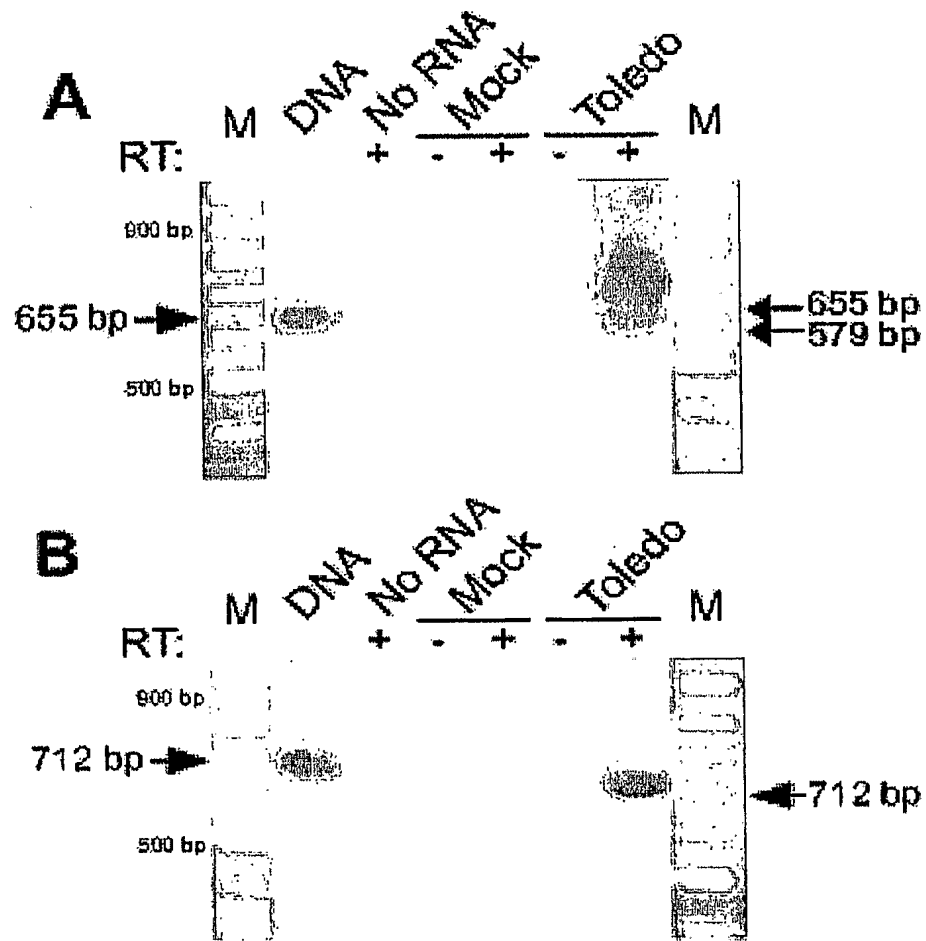 A
M DNA No RNA Mock Toledo M
RT: + - + - +
900 bp
655 bp
500 bp
655 bp
579 bp
B
M DNA No RNA Mock Toledo M
RT: + - + - +
900 bp
712 bp
500 bp
712 bp